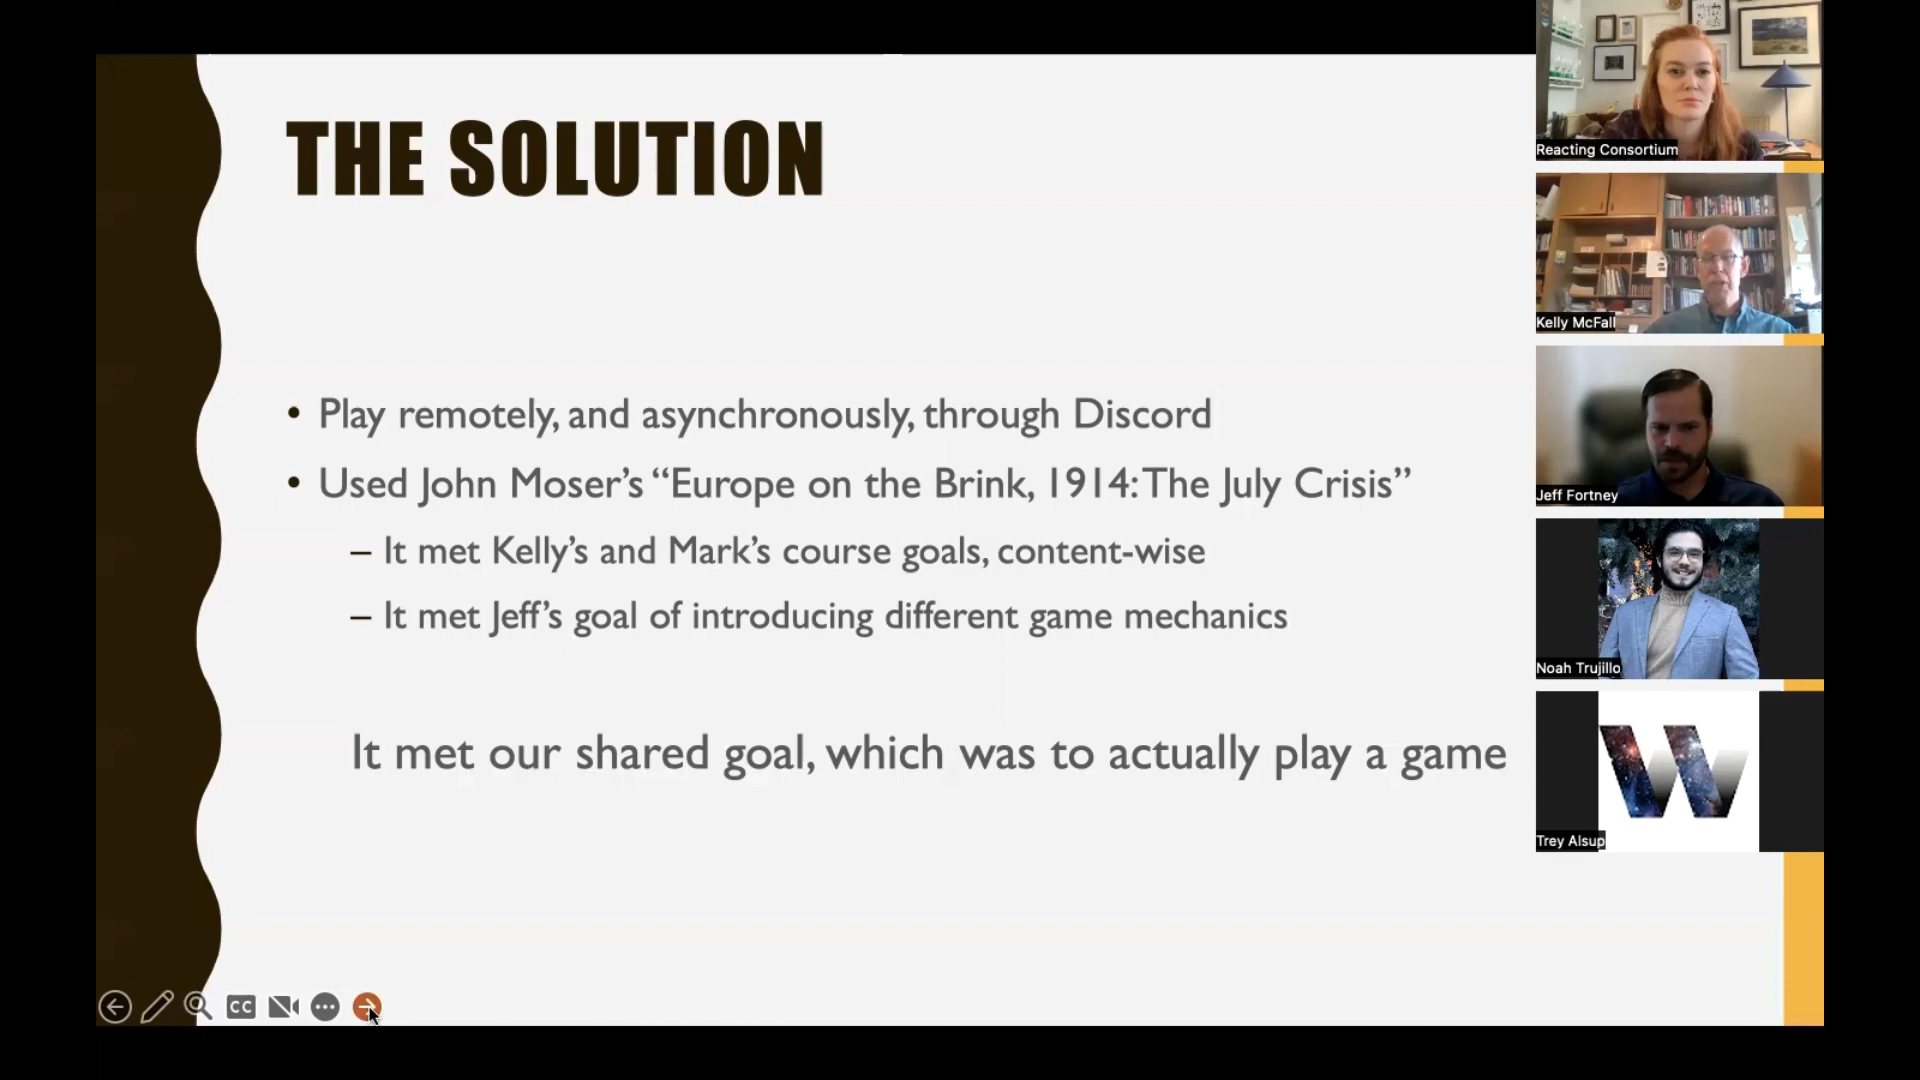 THE SOLUTION
• Play remotely, and asynchronously, through Discord
• Used John Moser’s “Europe on the Brink, 1914: The July Crisis”
– It met Kelly’s and Mark’s course goals, content-wise
– It met Jeff’s goal of introducing different game mechanics
It met our shared goal, which was to actually play a game
Reacting Consortium
Kelly McFall
Jeff Fortney
Noah Trujillo
W
Trey Alsup
CC